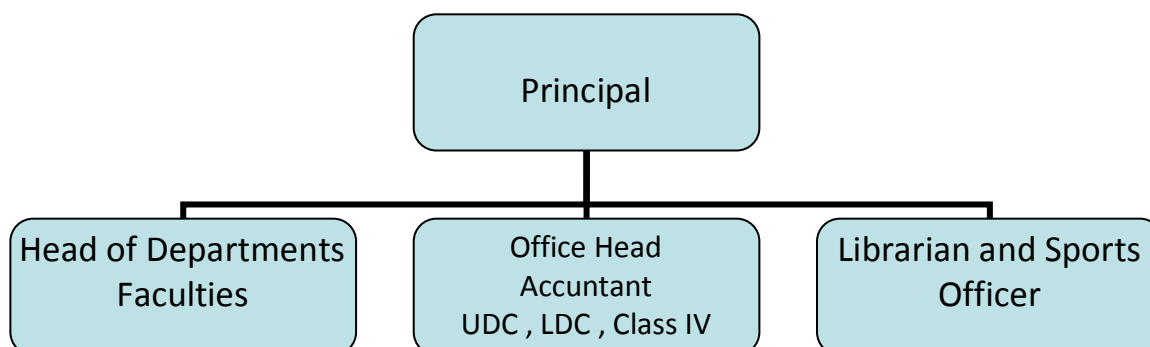 Principal
Head of Departments
Faculties
Office Head
Accuntant
UDC , LDC , Class IV
Librarian and Sports
Officer